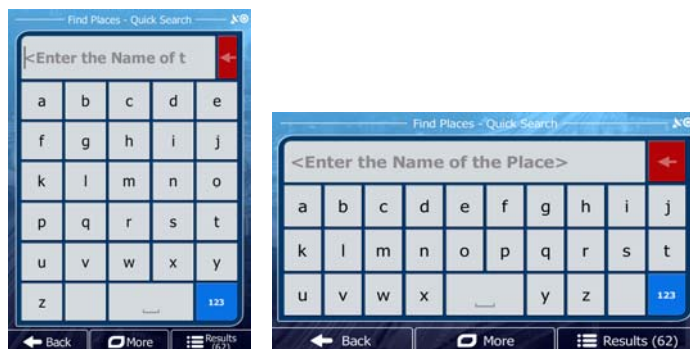 Find Places - Quick Search
<Enter the Name of t
a b c d e
f g h i j
k l m n o
p q r s t
u v w x y
z 123
Back More Results (62)
Find Places - Quick Search
<Enter the Name of the Place>
a b c d e f g h i j
k l m n o p q r s t
u v w x y z 123
Back More Results (62)